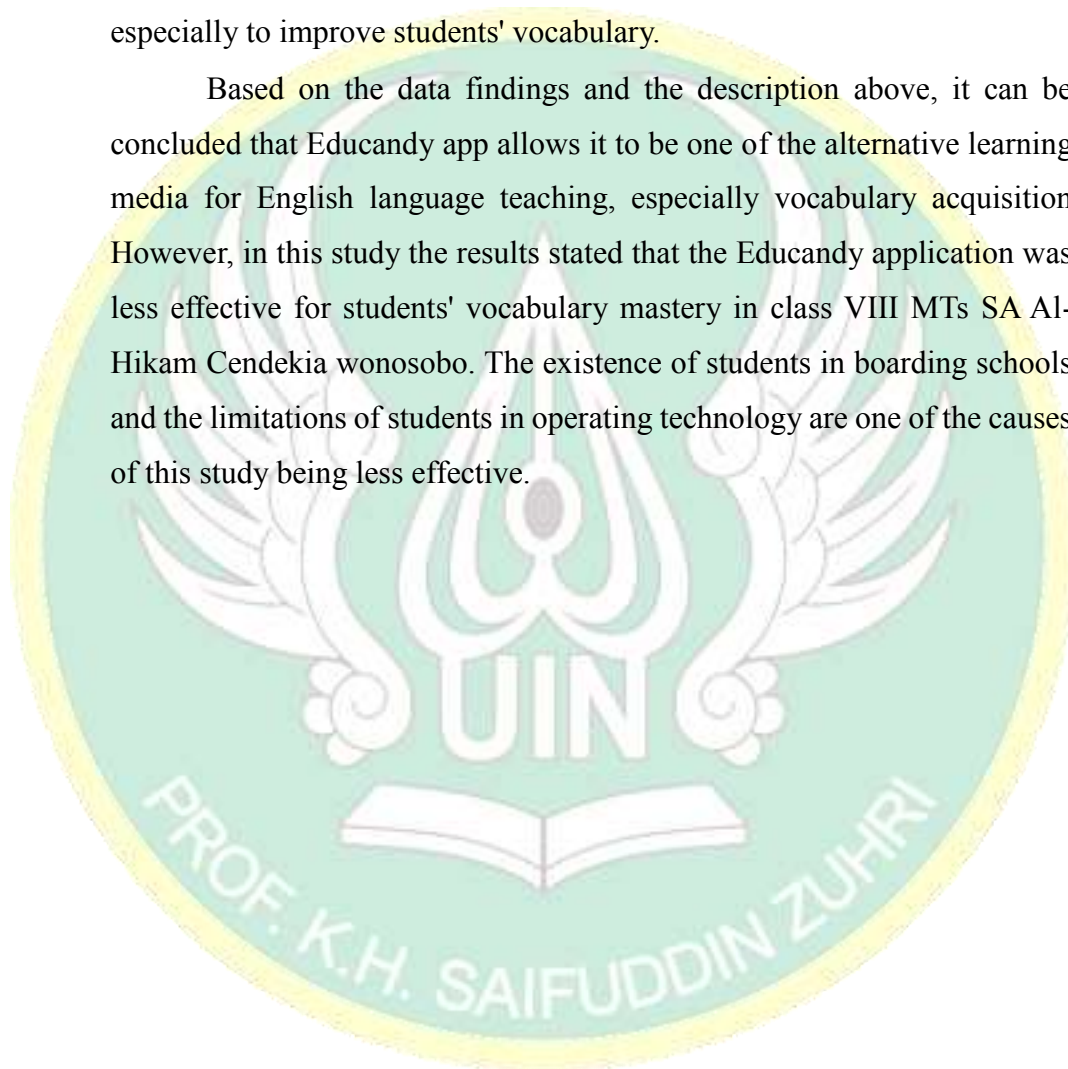 especially to improve students' vocabulary.
Based on the data findings and the description above, it can be
concluded that Educandy app allows it to be one of the alternative learning
media for English language teaching, especially vocabulary acquisition
However, in this study the results stated that the Educandy application was
less effective for students' vocabulary mastery in class VIII MTs SA Al-
Hikam Cendekia wonosobo. The existence of students in boarding schools
and the limitations of students in operating technology are one of the causes
of this study being less effective.
UIN
PROF. K.H. SAIFUDDIN ZUHRI